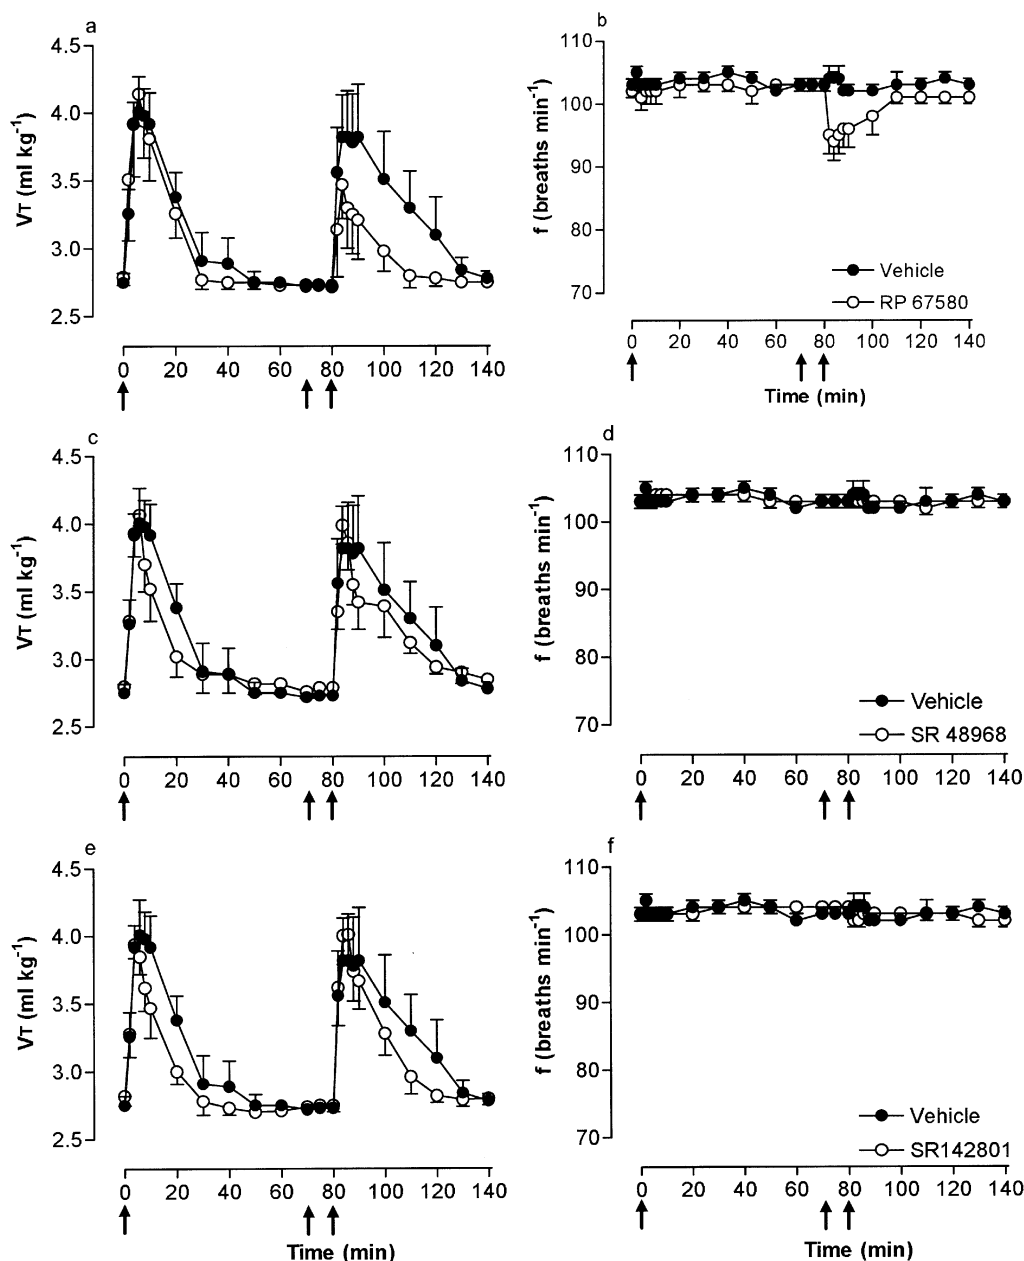 a
4.5
4.0
3.5
3.0
2.5
VT (ml kg-1)
0 20 40 60 80 100 120 140
b
110
100
90
80
70
f (breaths min-1)
Vehicle
RP 67580
0 20 40 60 80 100 120 140
Time (min)
c
4.5
4.0
3.5
3.0
2.5
VT (ml kg-1)
0 20 40 60 80 100 120 140
d
110
100
90
80
70
f (breaths min-1)
Vehicle
SR 48968
0 20 40 60 80 100 120 140
e
4.5
4.0
3.5
3.0
2.5
VT (ml kg-1)
0 20 40 60 80 100 120 140
Time (min)
f
110
100
90
80
70
f (breaths min-1)
Vehicle
SR142801
0 20 40 60 80 100 120 140
Time (min)